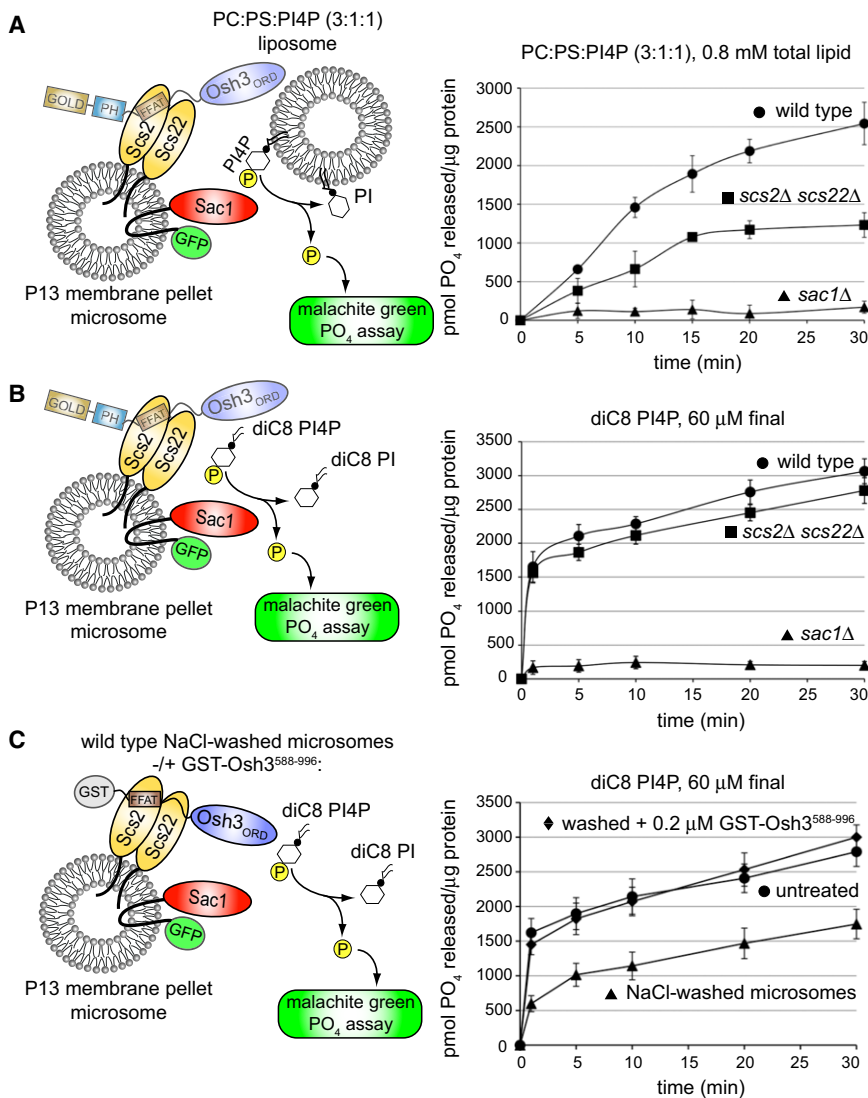 A
PC:PS:PI4P (3:1:1)
liposome
GOLD
PH
FFAT
Scs2
Scs22
Osh3ORD
PI4P
P
PI
Sac1
GFP
P
P13 membrane pellet
microsome
malachite green
PO4 assay
PC:PS:PI4P (3:1:1), 0.8 mM total lipid
pmol PO4 released/μg protein
3000
2500
2000
1500
1000
500
0
wild type
scs2Δ scs22Δ
sac1Δ
0 5 10 15 20 25 30
time (min)
B
GOLD
PH
FFAT
Scs2
Scs22
Osh3ORD
diC8 PI4P
P
diC8 PI
Sac1
GFP
P
P13 membrane pellet
microsome
malachite green
PO4 assay
diC8 PI4P, 60 μM final
pmol PO4 released/μg protein
3500
3000
2500
2000
1500
1000
500
0
wild type
scs2Δ scs22Δ
sac1Δ
0 5 10 15 20 25 30
time (min)
C
wild type NaCl-washed microsomes
-/+ GST-Osh3588-996:
GST
FFAT
Scs2
Scs22
Osh3ORD
diC8 PI4P
P
diC8 PI
Sac1
GFP
P
P13 membrane pellet
microsome
malachite green
PO4 assay
diC8 PI4P, 60 μM final
pmol PO4 released/μg protein
3500
3000
2500
2000
1500
1000
500
0
washed + 0.2 μM GST-Osh3588-996
untreated
NaCl-washed microsomes
0 5 10 15 20 25 30
time (min)